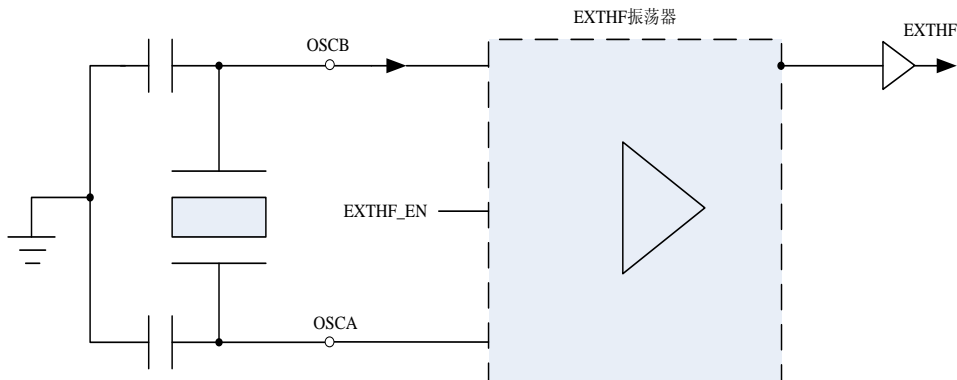 EXTHF振荡器
EXTHF
OSCB
EXTHF_EN
OSCA